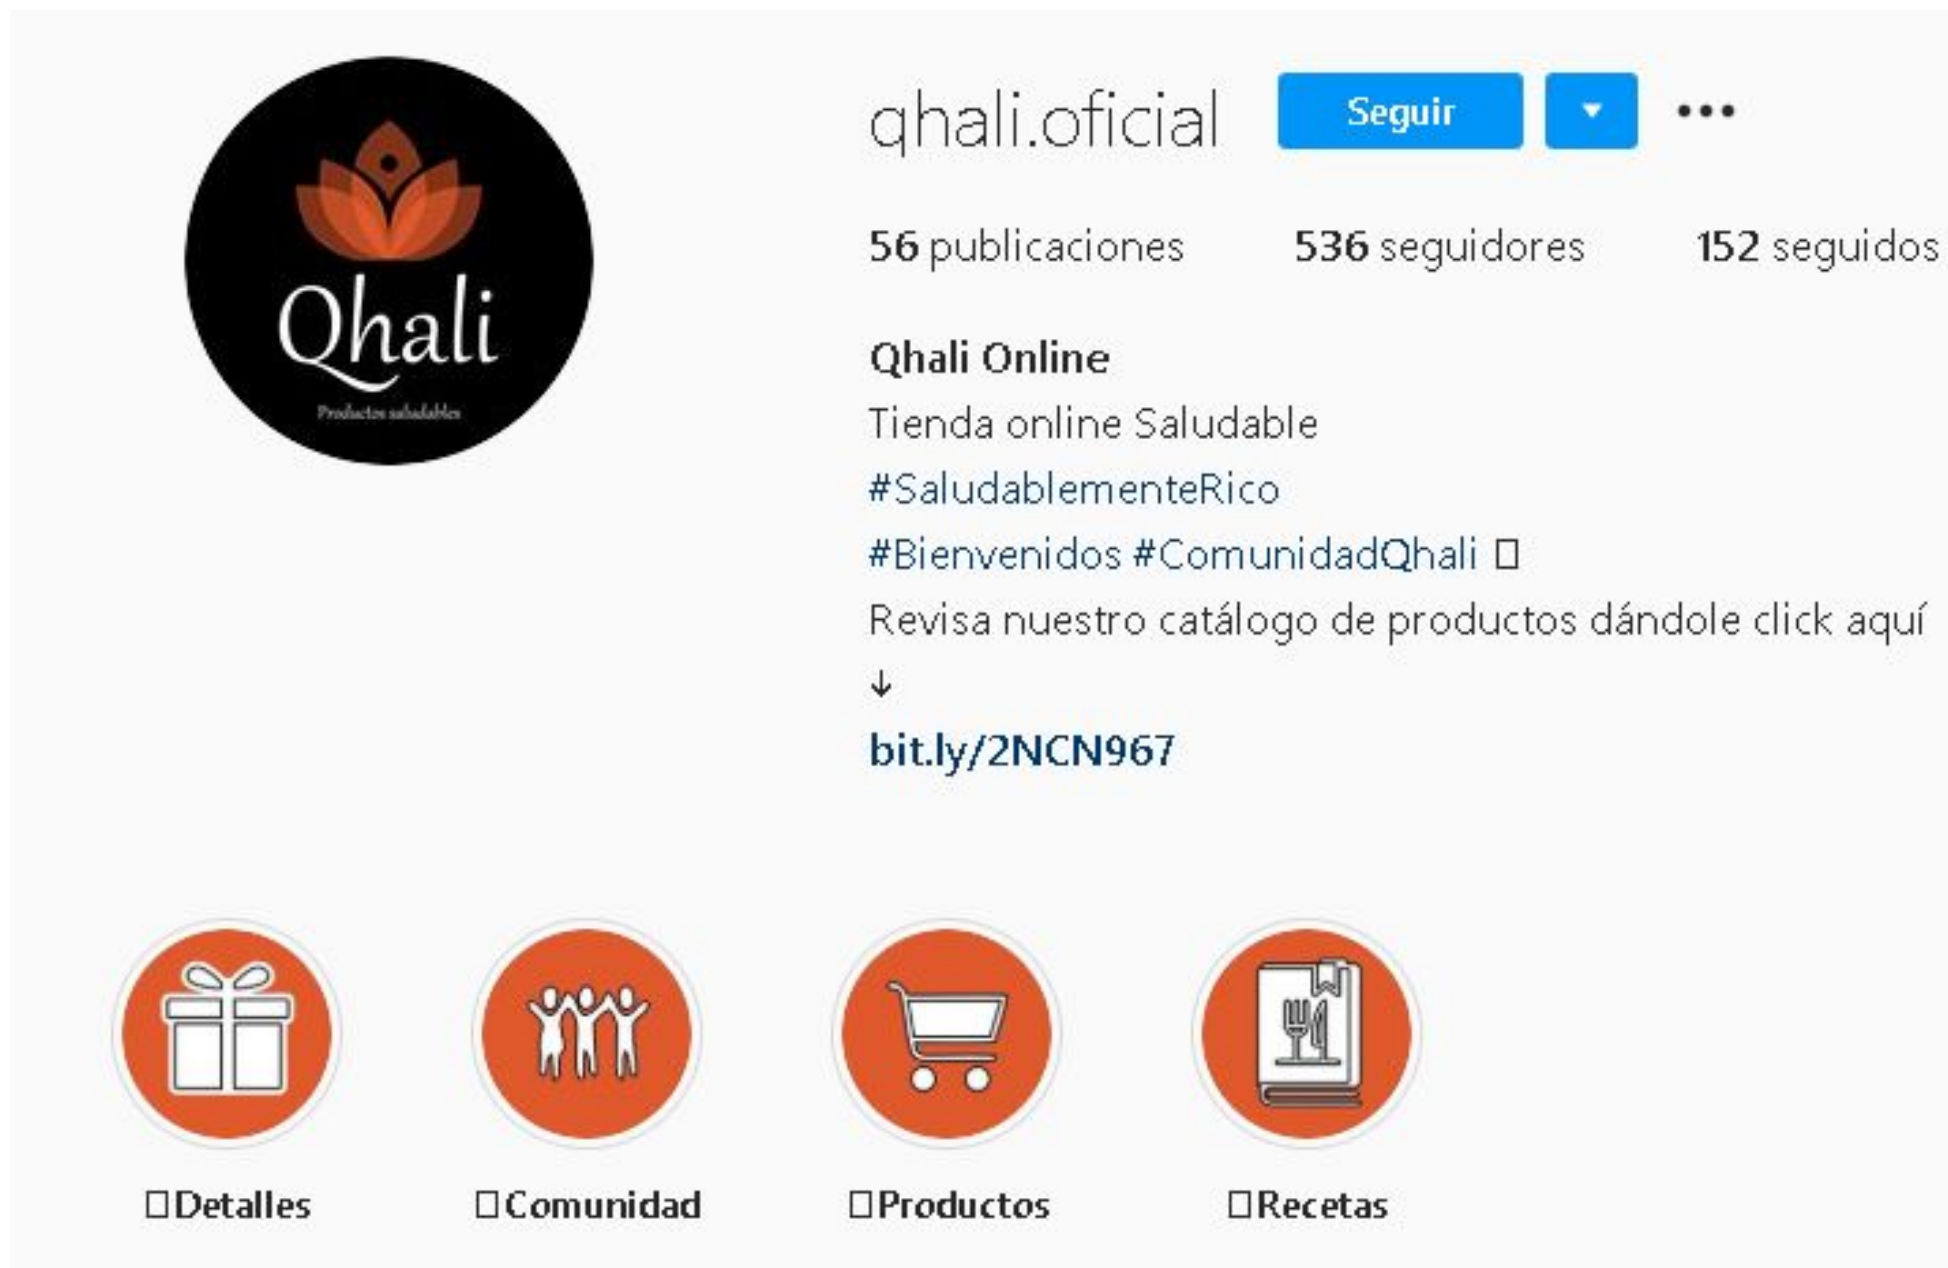 Qhali
Productos saludables
qhali.oficial Seguir
56 publicaciones 536 seguidores 152 seguidos
Qhali Online
Tienda online Saludable
#SaludablementeRico
#Bienvenidos #ComunidadQhali
Revisa nuestro catálogo de productos dándole click aquí
↓
bit.ly/2NCN967
Detalles Comunidad Productos Recetas